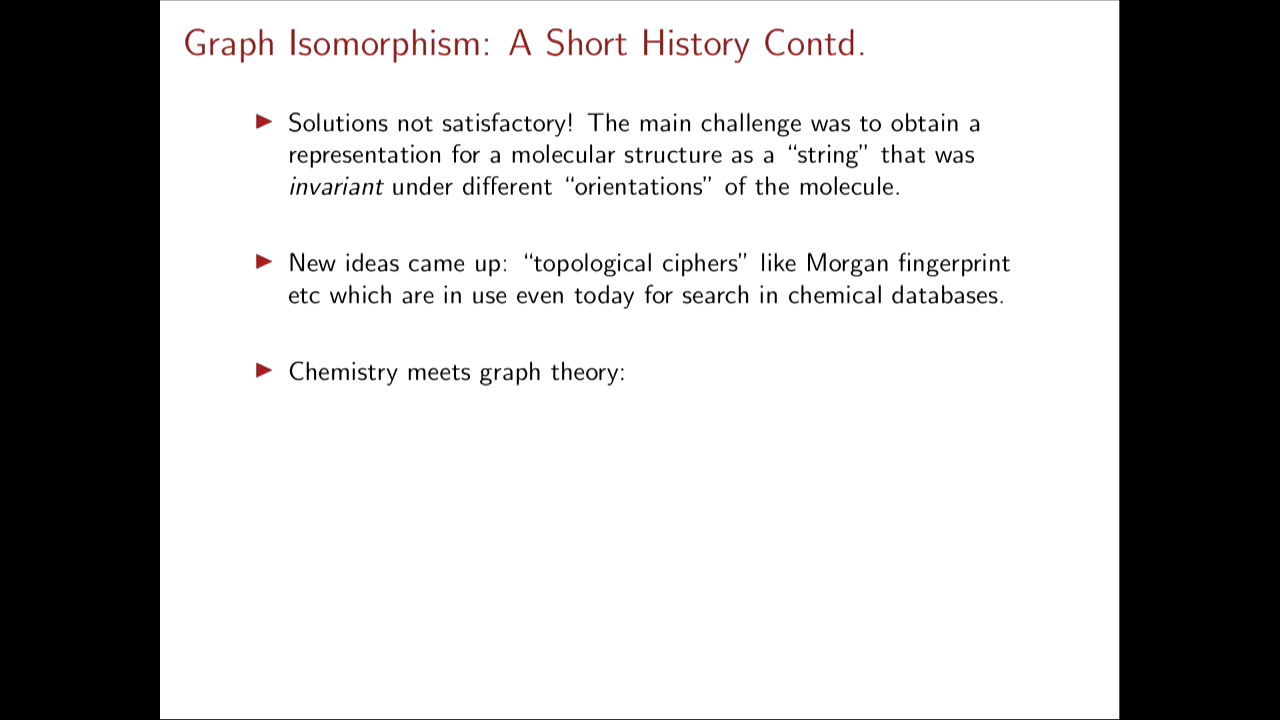 Graph Isomorphism: A Short History Contd.
▶ Solutions not satisfactory! The main challenge was to obtain a
representation for a molecular structure as a “string” that was
invariant under different “orientations” of the molecule.
▶ New ideas came up: “topological ciphers” like Morgan fingerprint
etc which are in use even today for search in chemical databases.
▶ Chemistry meets graph theory: